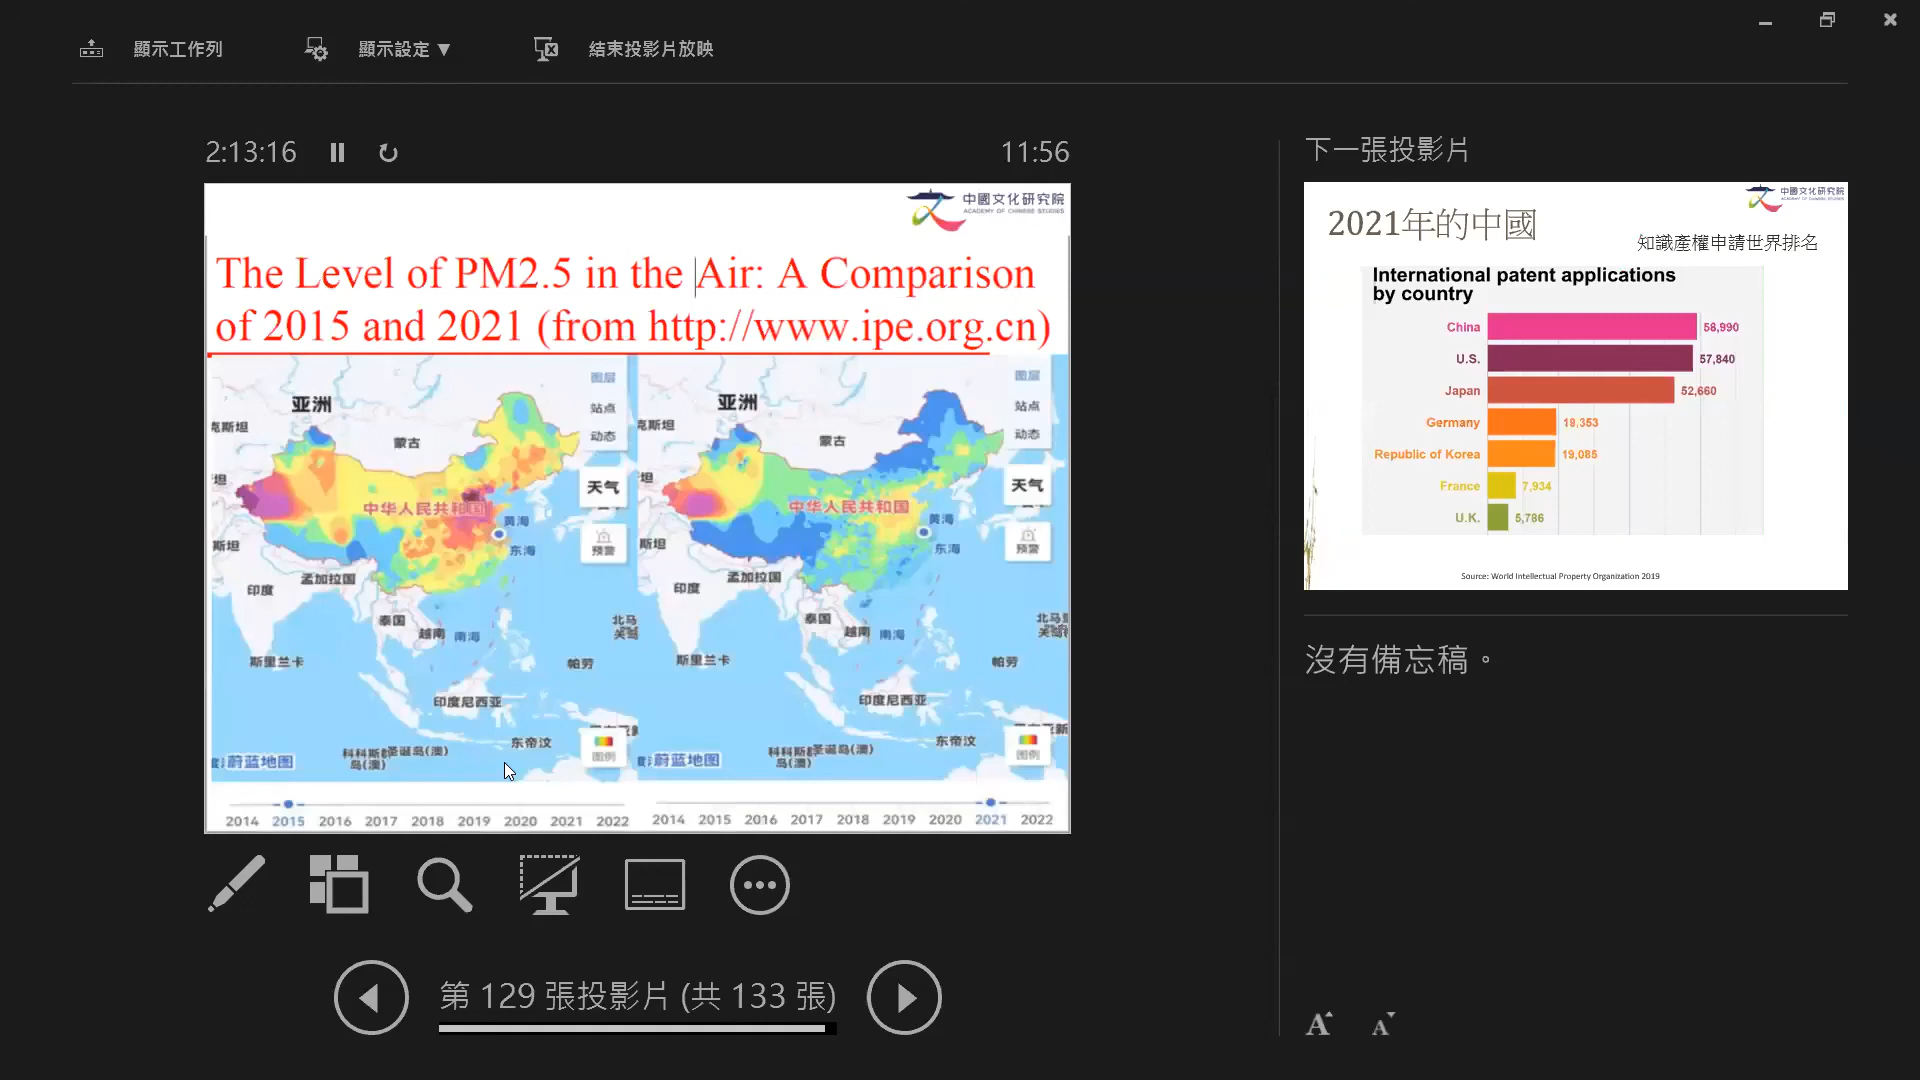 顯示工作列
顯示設定 ▼
結束投影片放映
2:13:16
11:56
中國文化研究院
ACADEMY OF CHINESE STUDIES
The Level of PM2.5 in the Air: A Comparison
of 2015 and 2021 (from http://www.ipe.org.cn)
图层
亚洲
站点
克斯坦
动态
蒙古
坦
天气
中华人民共和国
黄海
斯坦
东海
预警
孟加拉国
印度
泰国
越南
南海
北马
关岛
斯里兰卡
帕劳
印度尼西亚
东帝汶
科科斯
圣诞岛(澳)
岛(澳)
图例
蔚蓝地图
2014 2015 2016 2017 2018 2019 2020 2021 2022
图层
亚洲
站点
克斯坦
动态
蒙古
坦
天气
中华人民共和国
黄海
斯坦
东海
预警
孟加拉国
印度
泰国
越南
南海
斯里兰卡
帕劳
印度尼西亚
东帝汶
科科斯
圣诞岛(澳)
岛(澳)
图例
蔚蓝地图
2014 2015 2016 2017 2018 2019 2020 2021 2022
第 129 張投影片 (共 133 張)
下一張投影片
中國文化研究院
ACADEMY OF CHINESE STUDIES
2021年的中國
知識產權申請世界排名
International patent applications
by country
China 58,990
U.S. 57,840
Japan 52,660
Germany 19,353
Republic of Korea 19,085
France 7,934
U.K. 5,786
Source: World Intellectual Property Organization 2019
沒有備忘稿。
A A